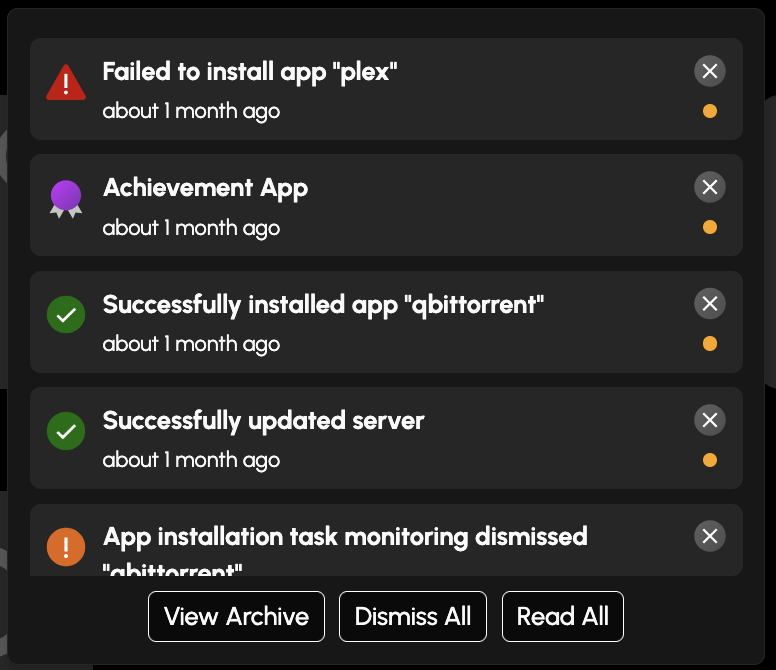 Failed to install app "plex"
about 1 month ago
Achievement App
about 1 month ago
Successfully installed app "qbittorrent"
about 1 month ago
Successfully updated server
about 1 month ago
App installation task monitoring dismissed
"qbittorrent"
View Archive
Dismiss All
Read All